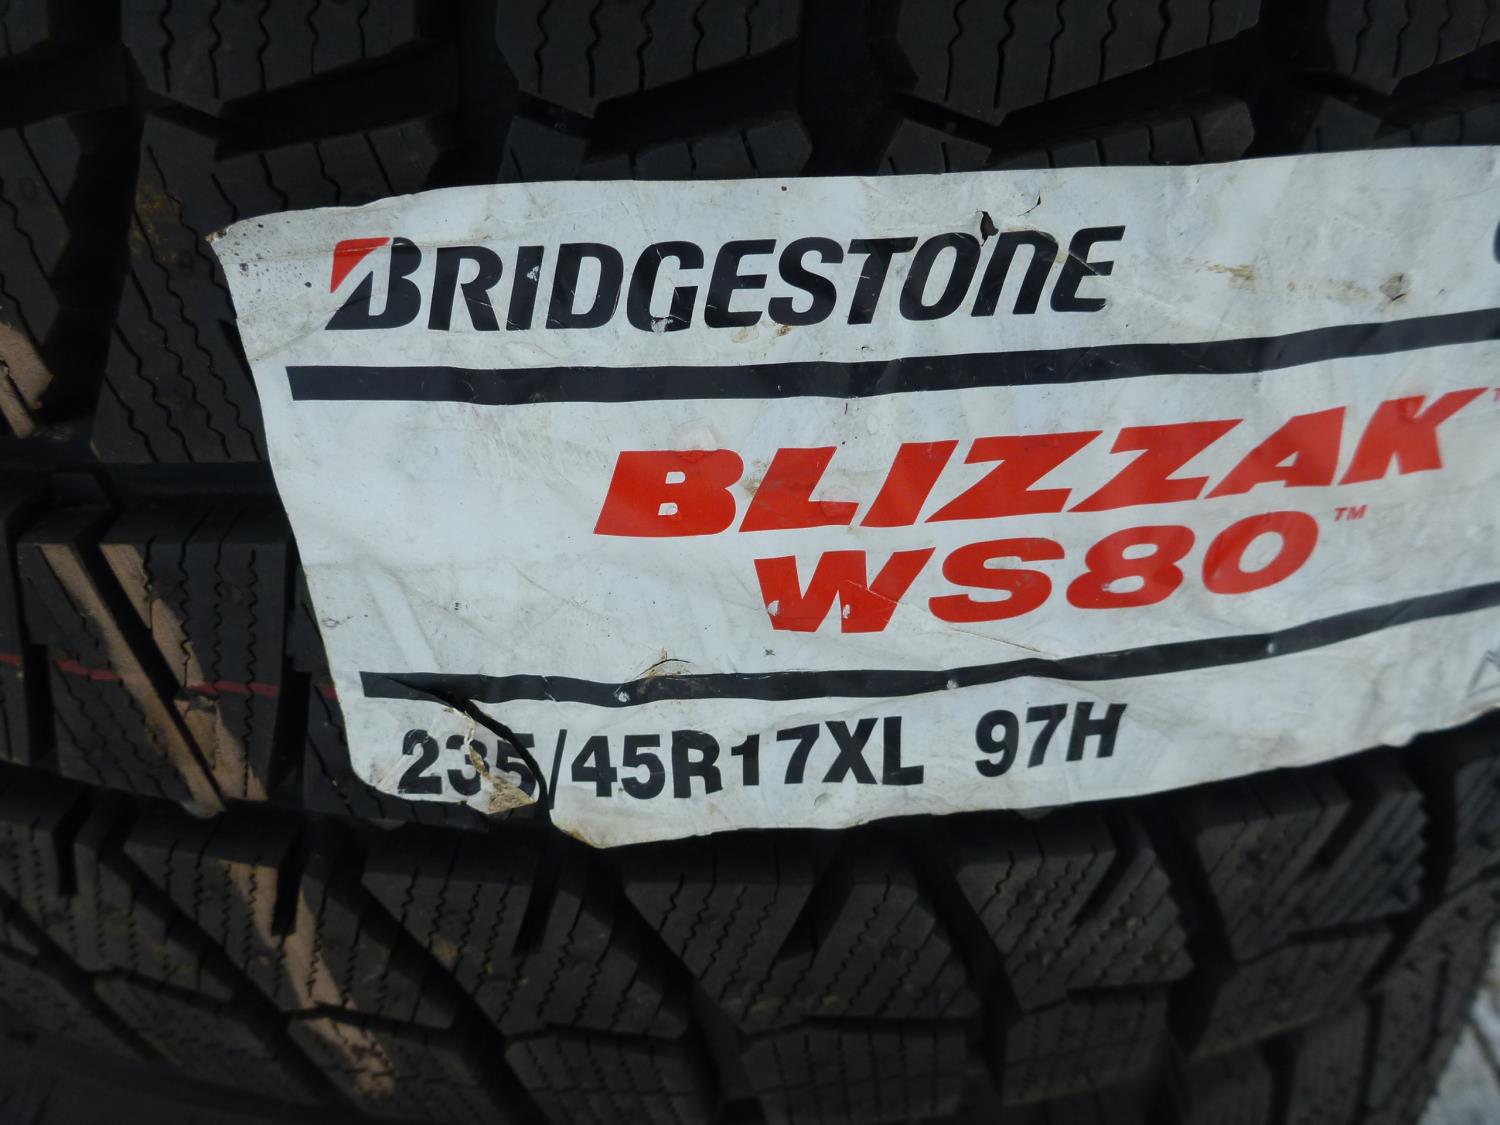 BRIDGESTONE
BLIZZAK
WS80™
235/45R17XL 97H